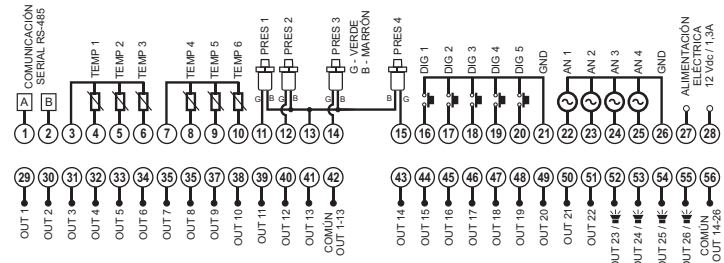 COMUNICACIÓN
SERIAL RS-485
TEMP 1
TEMP 2
TEMP 3
TEMP 4
TEMP 5
TEMP 6
PRES 1
PRES 2
PRES 3
G - VERDE
B - MARRÓN
PRES 4
DIG 1
DIG 2
DIG 3
DIG 4
DIG 5
GND
AN 1
AN 2
AN 3
AN 4
GND
ALIMENTACIÓN
ELÉCTRICA
12 Vdc / 1,3A
A B
G B B G G B B G
1 2 3 4 5 6 7 8 9 10 11 12 13 14 15 16 17 18 19 20 21 22 23 24 25 26 27 28
29 30 31 32 33 34 35 35 37 38 39 40 41 42 43 44 45 46 47 48 49 50 51 52 53 54 55 56
OUT 1
OUT 2
OUT 3
OUT 4
OUT 5
OUT 6
OUT 7
OUT 8
OUT 9
OUT 10
OUT 11
OUT 12
OUT 13
COMÚN
OUT 1-13
OUT 14
OUT 15
OUT 16
OUT 17
OUT 18
OUT 19
OUT 20
OUT 21
OUT 22
OUT 23 /
OUT 24 /
OUT 25 /
OUT 26 /
COMÚN
OUT 14-26